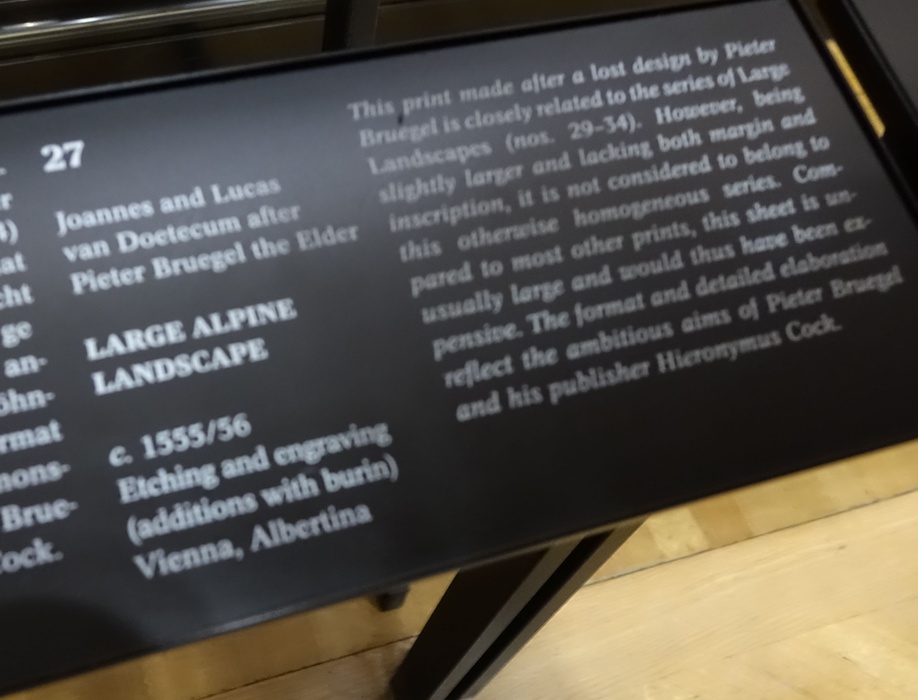 27
Joannes and Lucas
van Doetecum after
Pieter Bruegel the Elder
LARGE ALPINE
LANDSCAPE
c. 1555/56
Etching and engraving
(additions with burin)
Vienna, Albertina
This print made after a lost design by Pieter
Bruegel is closely related to the series of Large
Landscapes (nos. 29–34). However, being
slightly larger and lacking both margin and
inscription, it is not considered to belong to
this otherwise homogeneous series. Com-
pared to most other prints, this sheet is un-
usually large and would thus have been ex-
pensive. The format and detailed elaboration
reflect the ambitious aims of Pieter Bruegel
and his publisher Hieronymus Cock.